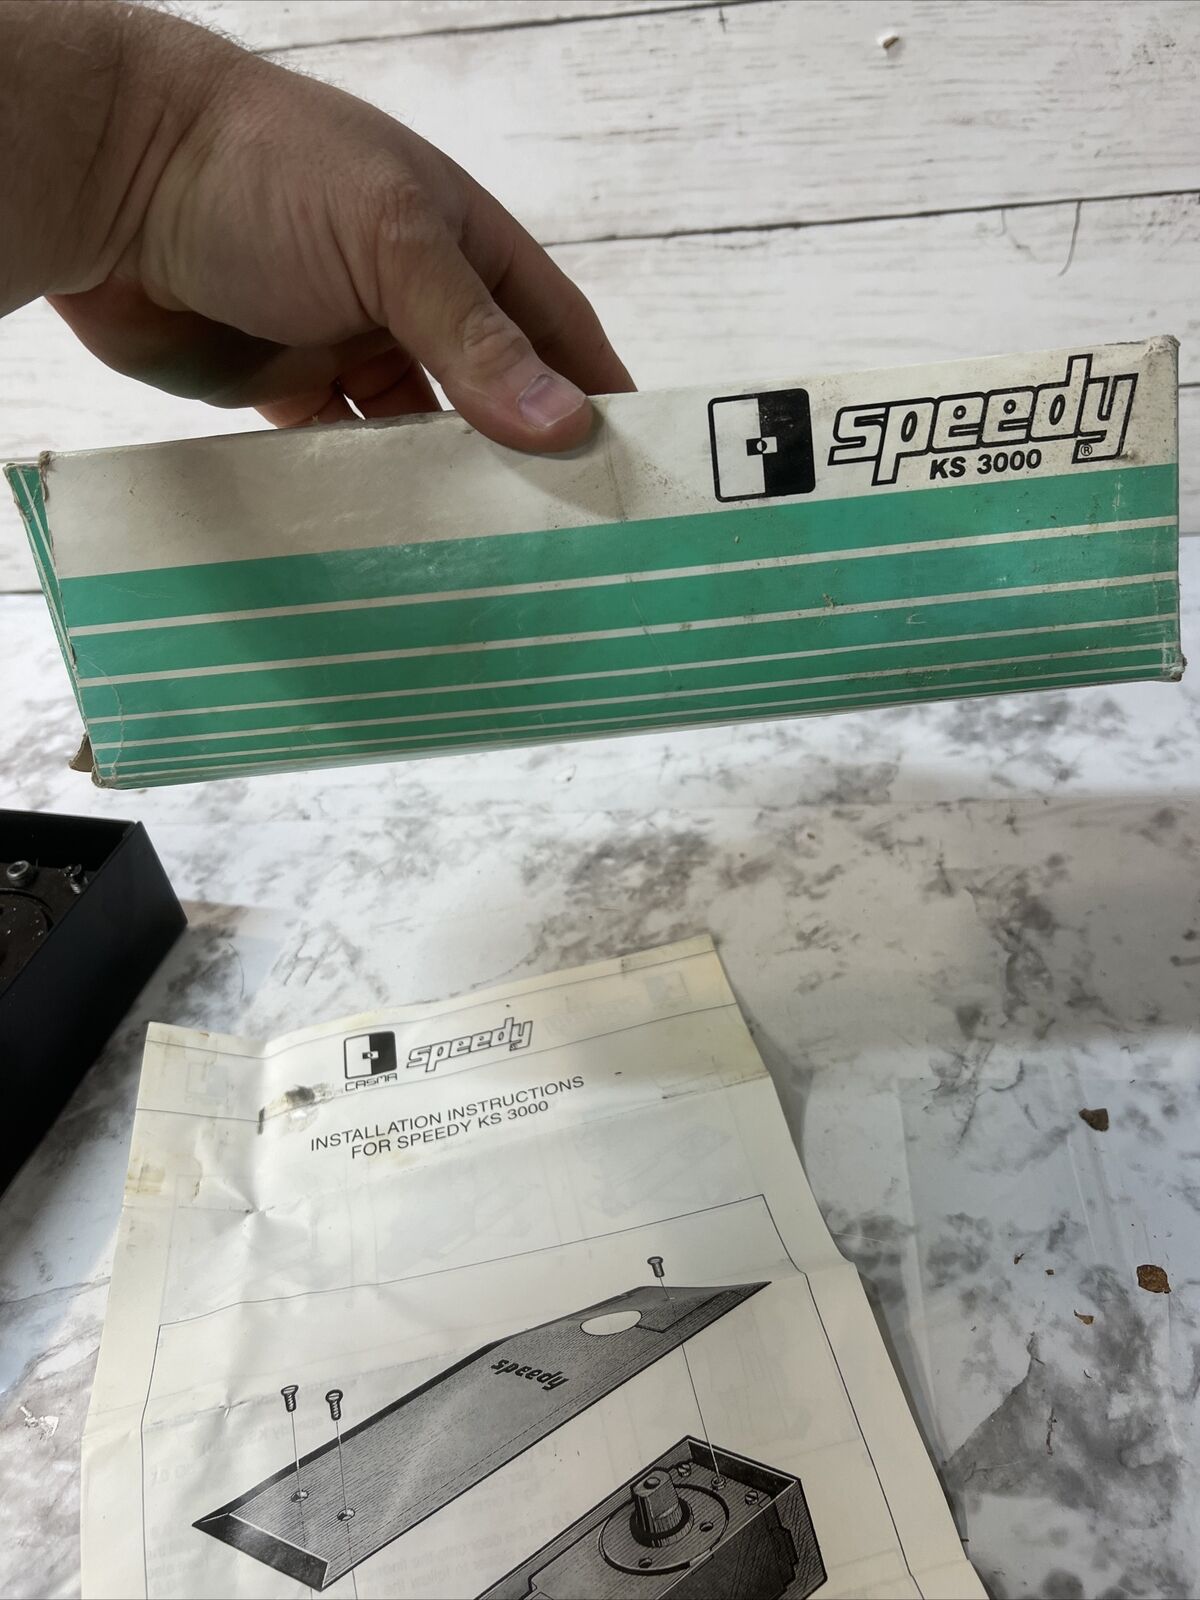 speedy®
KS 3000
speedy
CASMA
INSTALLATION INSTRUCTIONS
FOR SPEEDY KS 3000
speedy